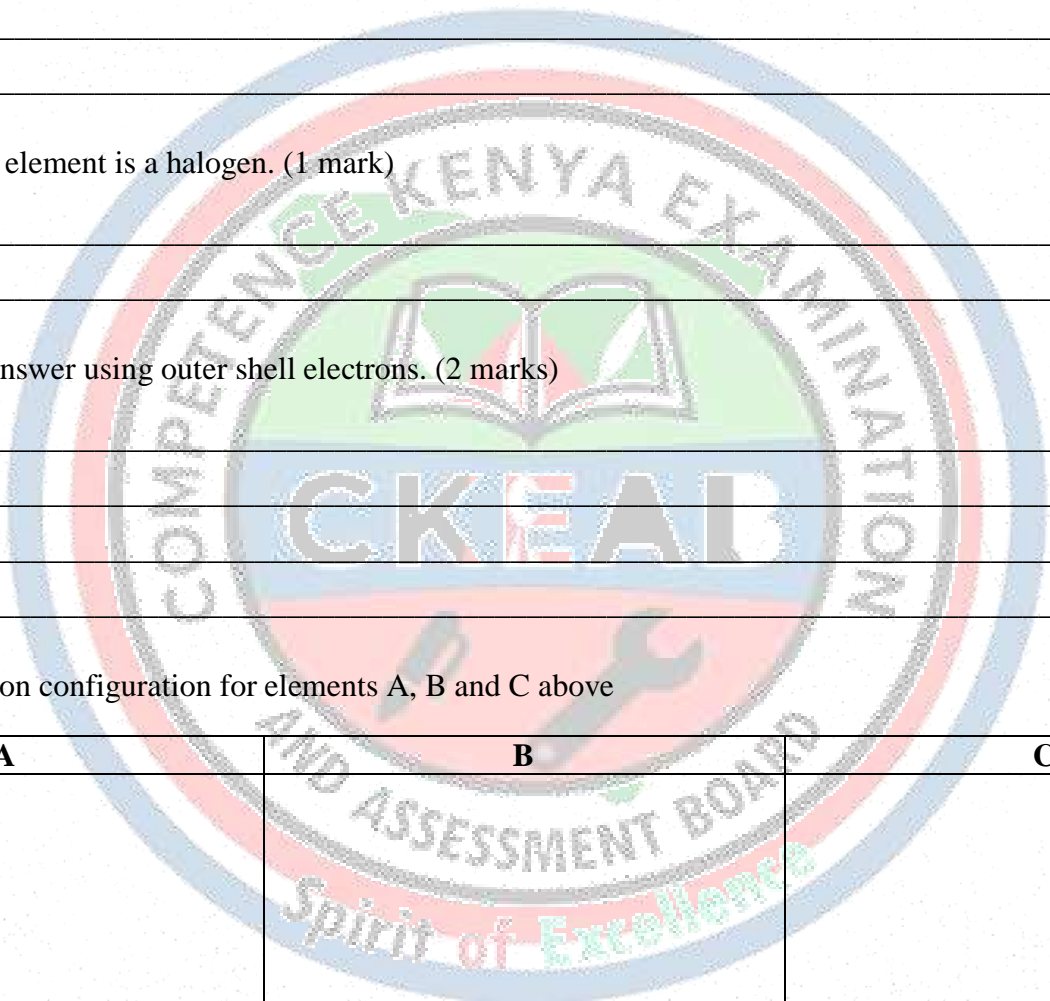 element is a halogen. (1 mark)
nswer using outer shell electrons. (2 marks)
on configuration for elements A, B and C above
A B C
COMPETENCE KENYA EXAMINATION
AND ASSESSMENT BOARD
CKEAB
Spirit of Excellence